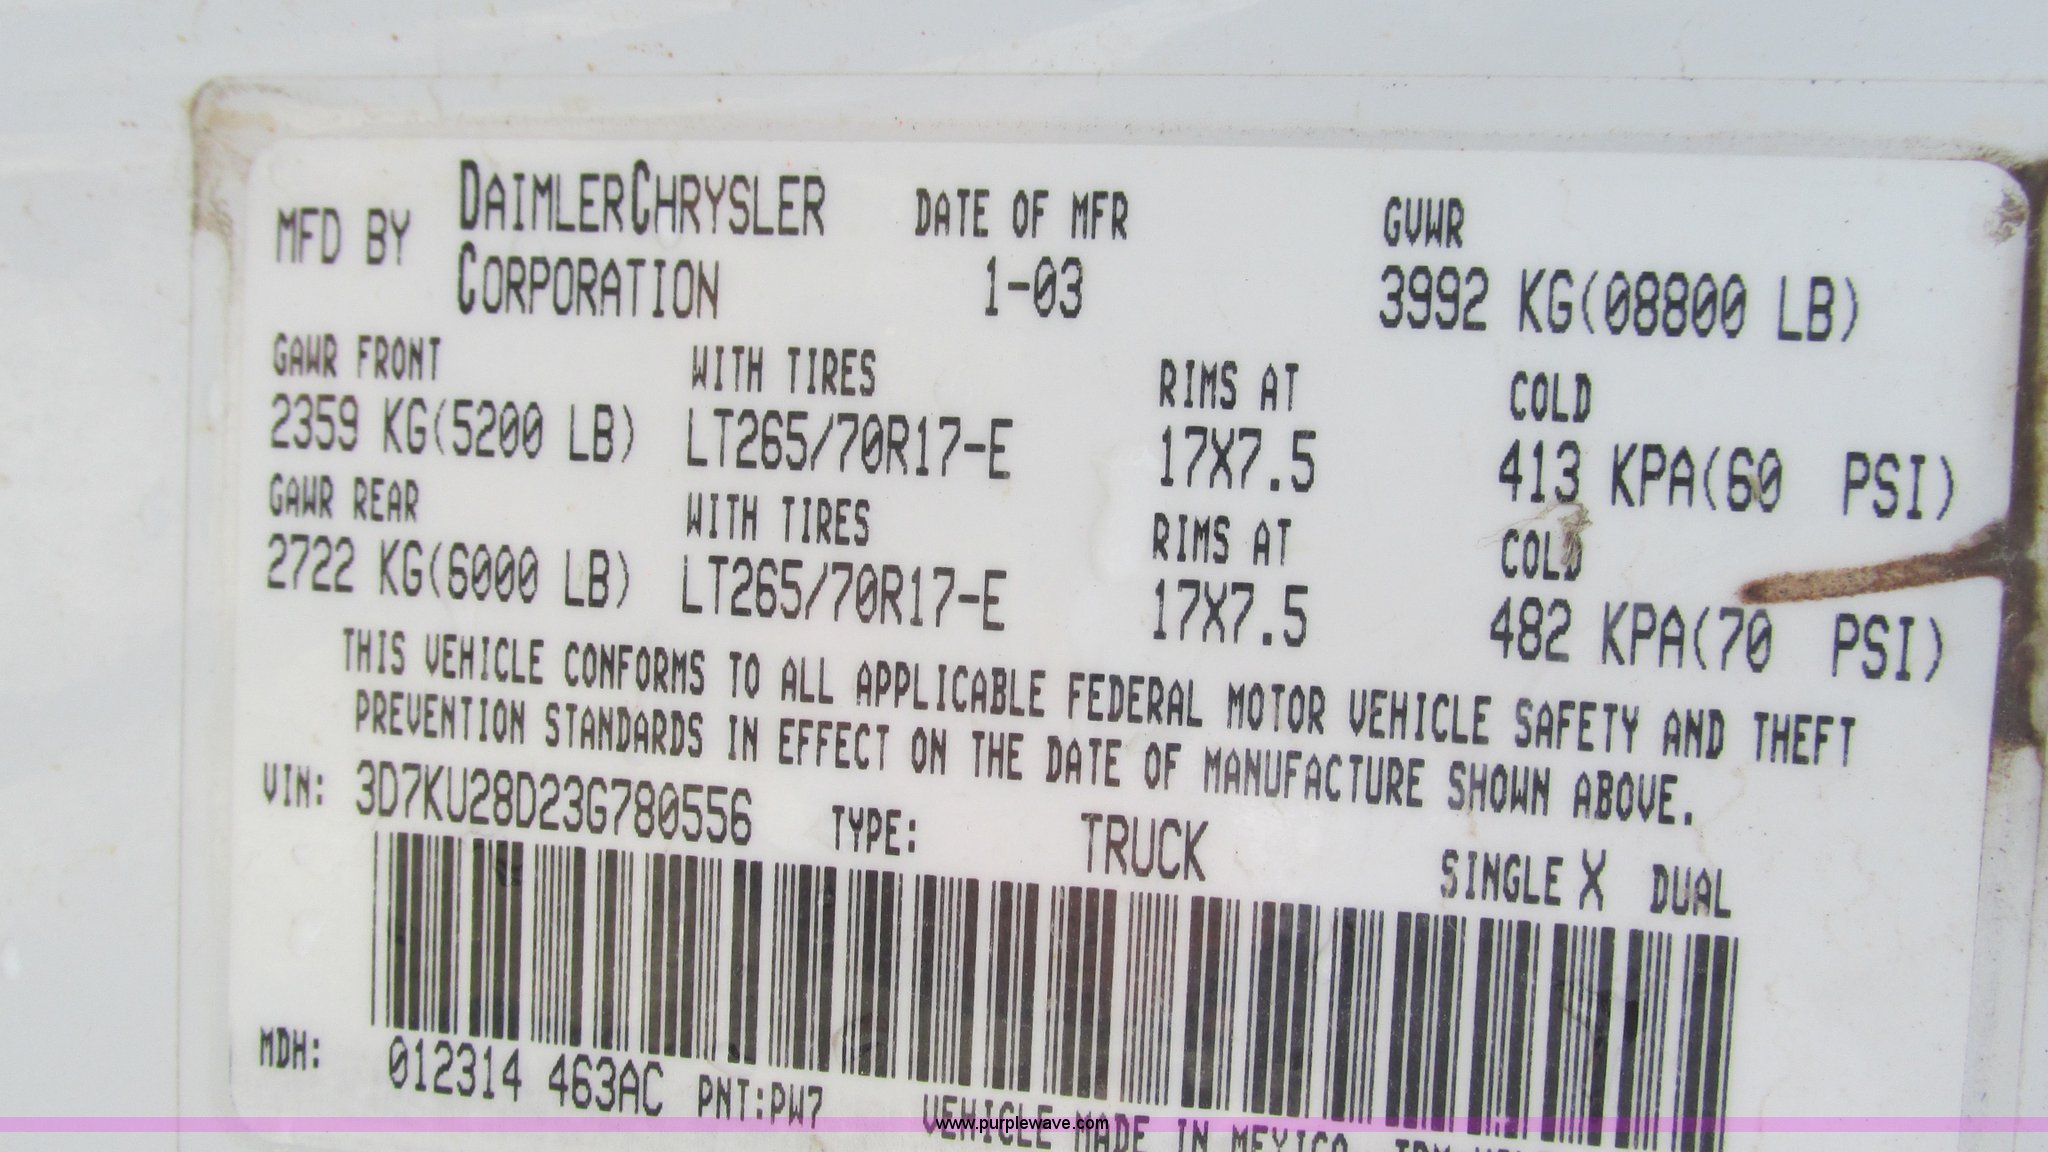 MFD BY DAIMLERCHRYSLER CORPORATION DATE OF MFR 1-03 GVWR 3992 KG(08800 LB)
GAWR FRONT WITH TIRES RIMS AT COLD
2359 KG(5200 LB) LT265/70R17-E 17X7.5 413 KPA(60 PSI)
GAWR REAR WITH TIRES RIMS AT COLD
2722 KG(6000 LB) LT265/70R17-E 17X7.5 482 KPA(70 PSI)
THIS VEHICLE CONFORMS TO ALL APPLICABLE FEDERAL MOTOR VEHICLE SAFETY AND THEFT
PREVENTION STANDARDS IN EFFECT ON THE DATE OF MANUFACTURE SHOWN ABOVE.
VIN: 3D7KU28D23G780556 TYPE: TRUCK SINGLE X DUAL
MDH: 012314 463AC PNT:PW7 VEHICLE MADE IN MEXICO
www.purplewave.com